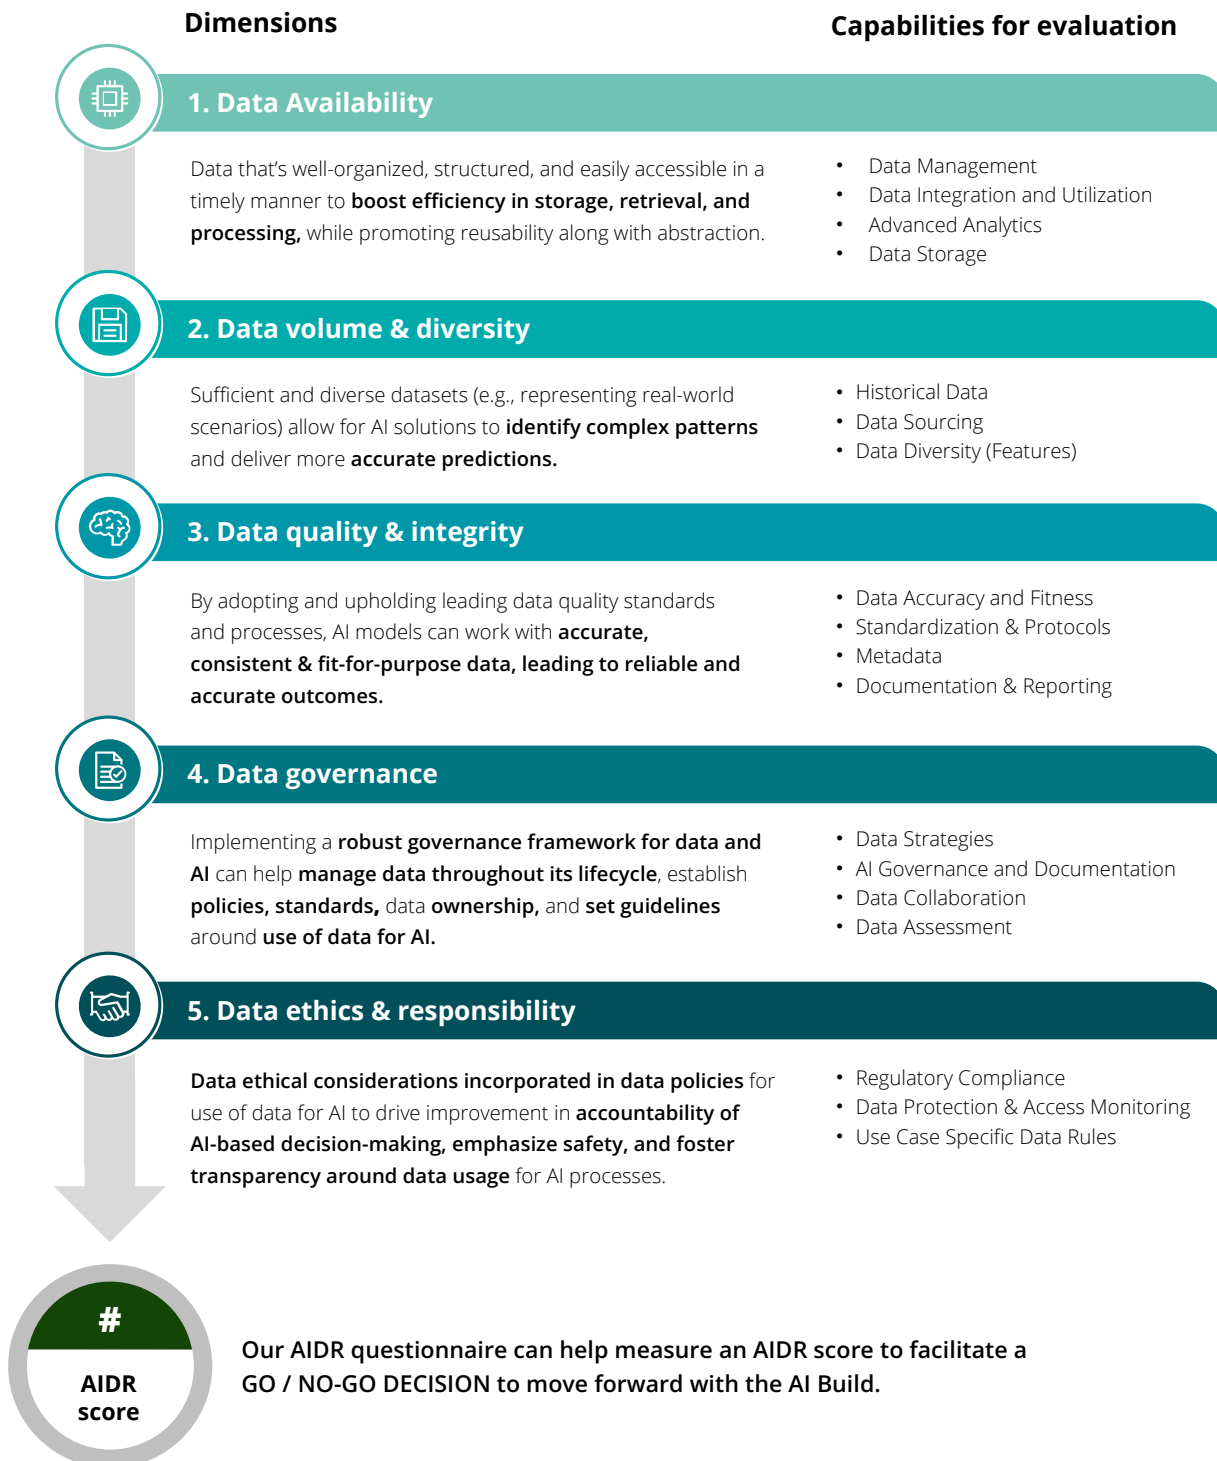 Dimensions
Capabilities for evaluation
1. Data Availability
Data that’s well-organized, structured, and easily accessible in a
timely manner to boost efficiency in storage, retrieval, and
processing, while promoting reusability along with abstraction.
• Data Management
• Data Integration and Utilization
• Advanced Analytics
• Data Storage
2. Data volume & diversity
Sufficient and diverse datasets (e.g., representing real-world
scenarios) allow for AI solutions to identify complex patterns
and deliver more accurate predictions.
• Historical Data
• Data Sourcing
• Data Diversity (Features)
3. Data quality & integrity
By adopting and upholding leading data quality standards
and processes, AI models can work with accurate,
consistent & fit-for-purpose data, leading to reliable and
accurate outcomes.
• Data Accuracy and Fitness
• Standardization & Protocols
• Metadata
• Documentation & Reporting
4. Data governance
Implementing a robust governance framework for data and
AI can help manage data throughout its lifecycle, establish
policies, standards, data ownership, and set guidelines
around use of data for AI.
• Data Strategies
• AI Governance and Documentation
• Data Collaboration
• Data Assessment
5. Data ethics & responsibility
Data ethical considerations incorporated in data policies for
use of data for AI to drive improvement in accountability of
AI-based decision-making, emphasize safety, and foster
transparency around data usage for AI processes.
• Regulatory Compliance
• Data Protection & Access Monitoring
• Use Case Specific Data Rules
#
AIDR
score
Our AIDR questionnaire can help measure an AIDR score to facilitate a
GO / NO-GO DECISION to move forward with the AI Build.